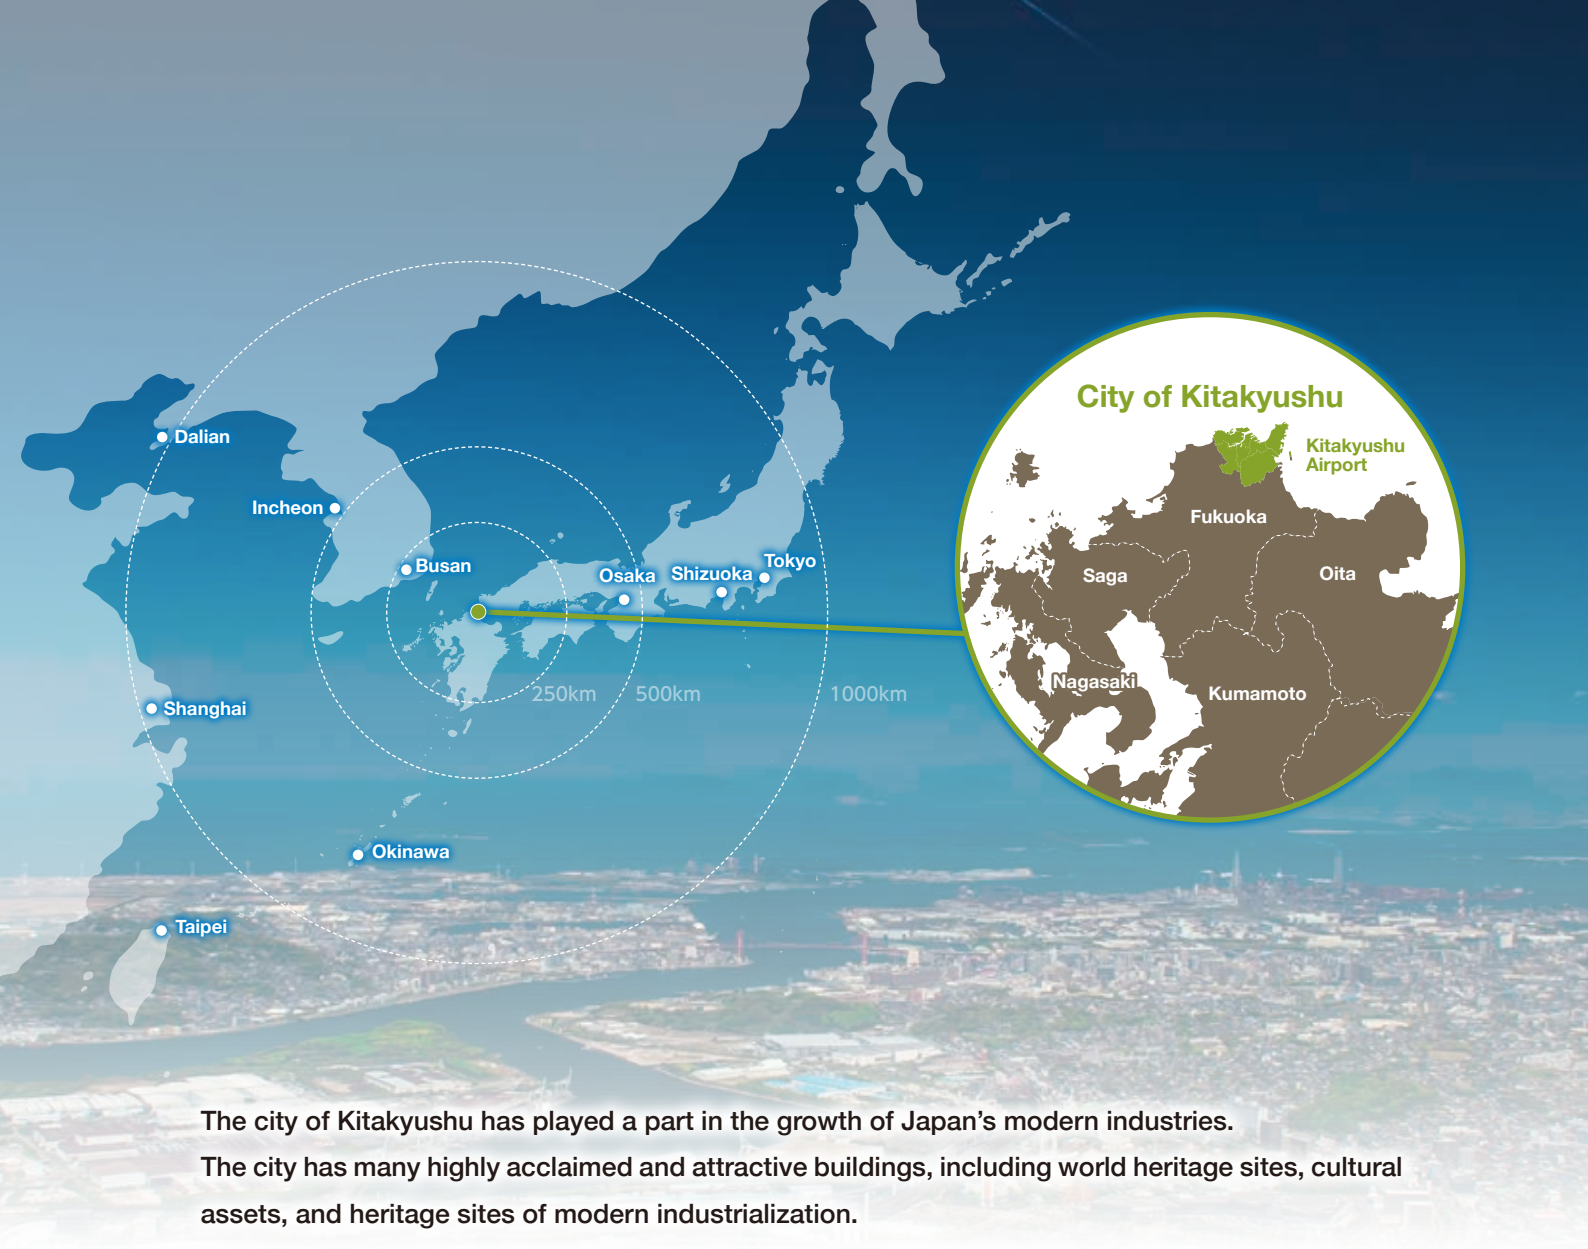 City of Kitakyushu
Kitakyushu
Airport
Fukuoka
Saga
Oita
Nagasaki
Kumamoto
Dalian
Incheon
Busan
Osaka
Shizuoka
Tokyo
250km
500km
1000km
Shanghai
Okinawa
Taipei
The city of Kitakyushu has played a part in the growth of Japan’s modern industries.
The city has many highly acclaimed and attractive buildings, including world heritage sites, cultural
assets, and heritage sites of modern industrialization.